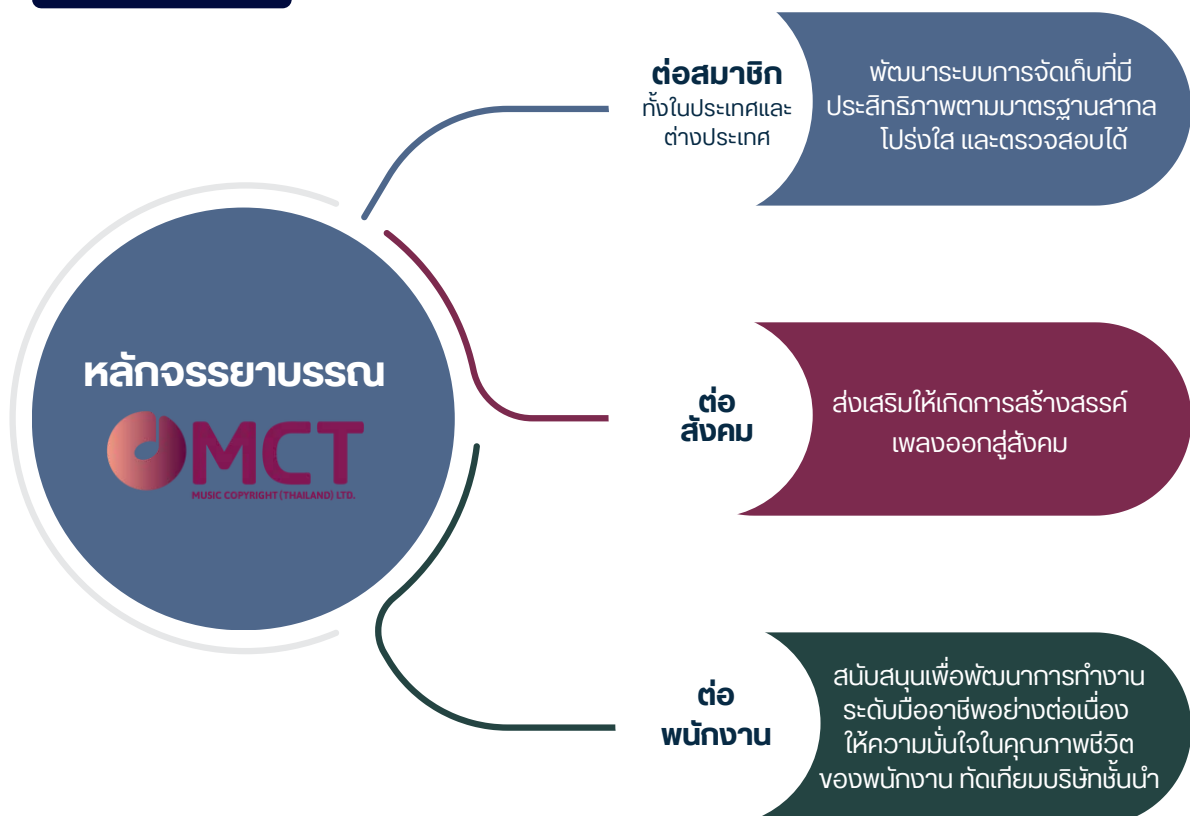 หลักจรรยาบรรณ
MCT
MUSIC COPYRIGHT (THAILAND) LTD.
ต่อสมาชิก
ทั้งในประเทศและ
ต่างประเทศ
พัฒนาระบบการจัดเก็บที่มี
ประสิทธิภาพตามมาตรฐานสากล
โปร่งใส และตรวจสอบได้
ต่อ
สังคม
ส่งเสริมให้เกิดการสร้างสรรค์
เพลงออกสู่สังคม
ต่อ
พนักงาน
สนับสนุนเพื่อพัฒนาการทำงาน
ระดับมืออาชีพอย่างต่อเนื่อง
ให้ความมั่นใจในคุณภาพชีวิต
ของพนักงาน ทัดเทียมบริษัทชั้นนำ